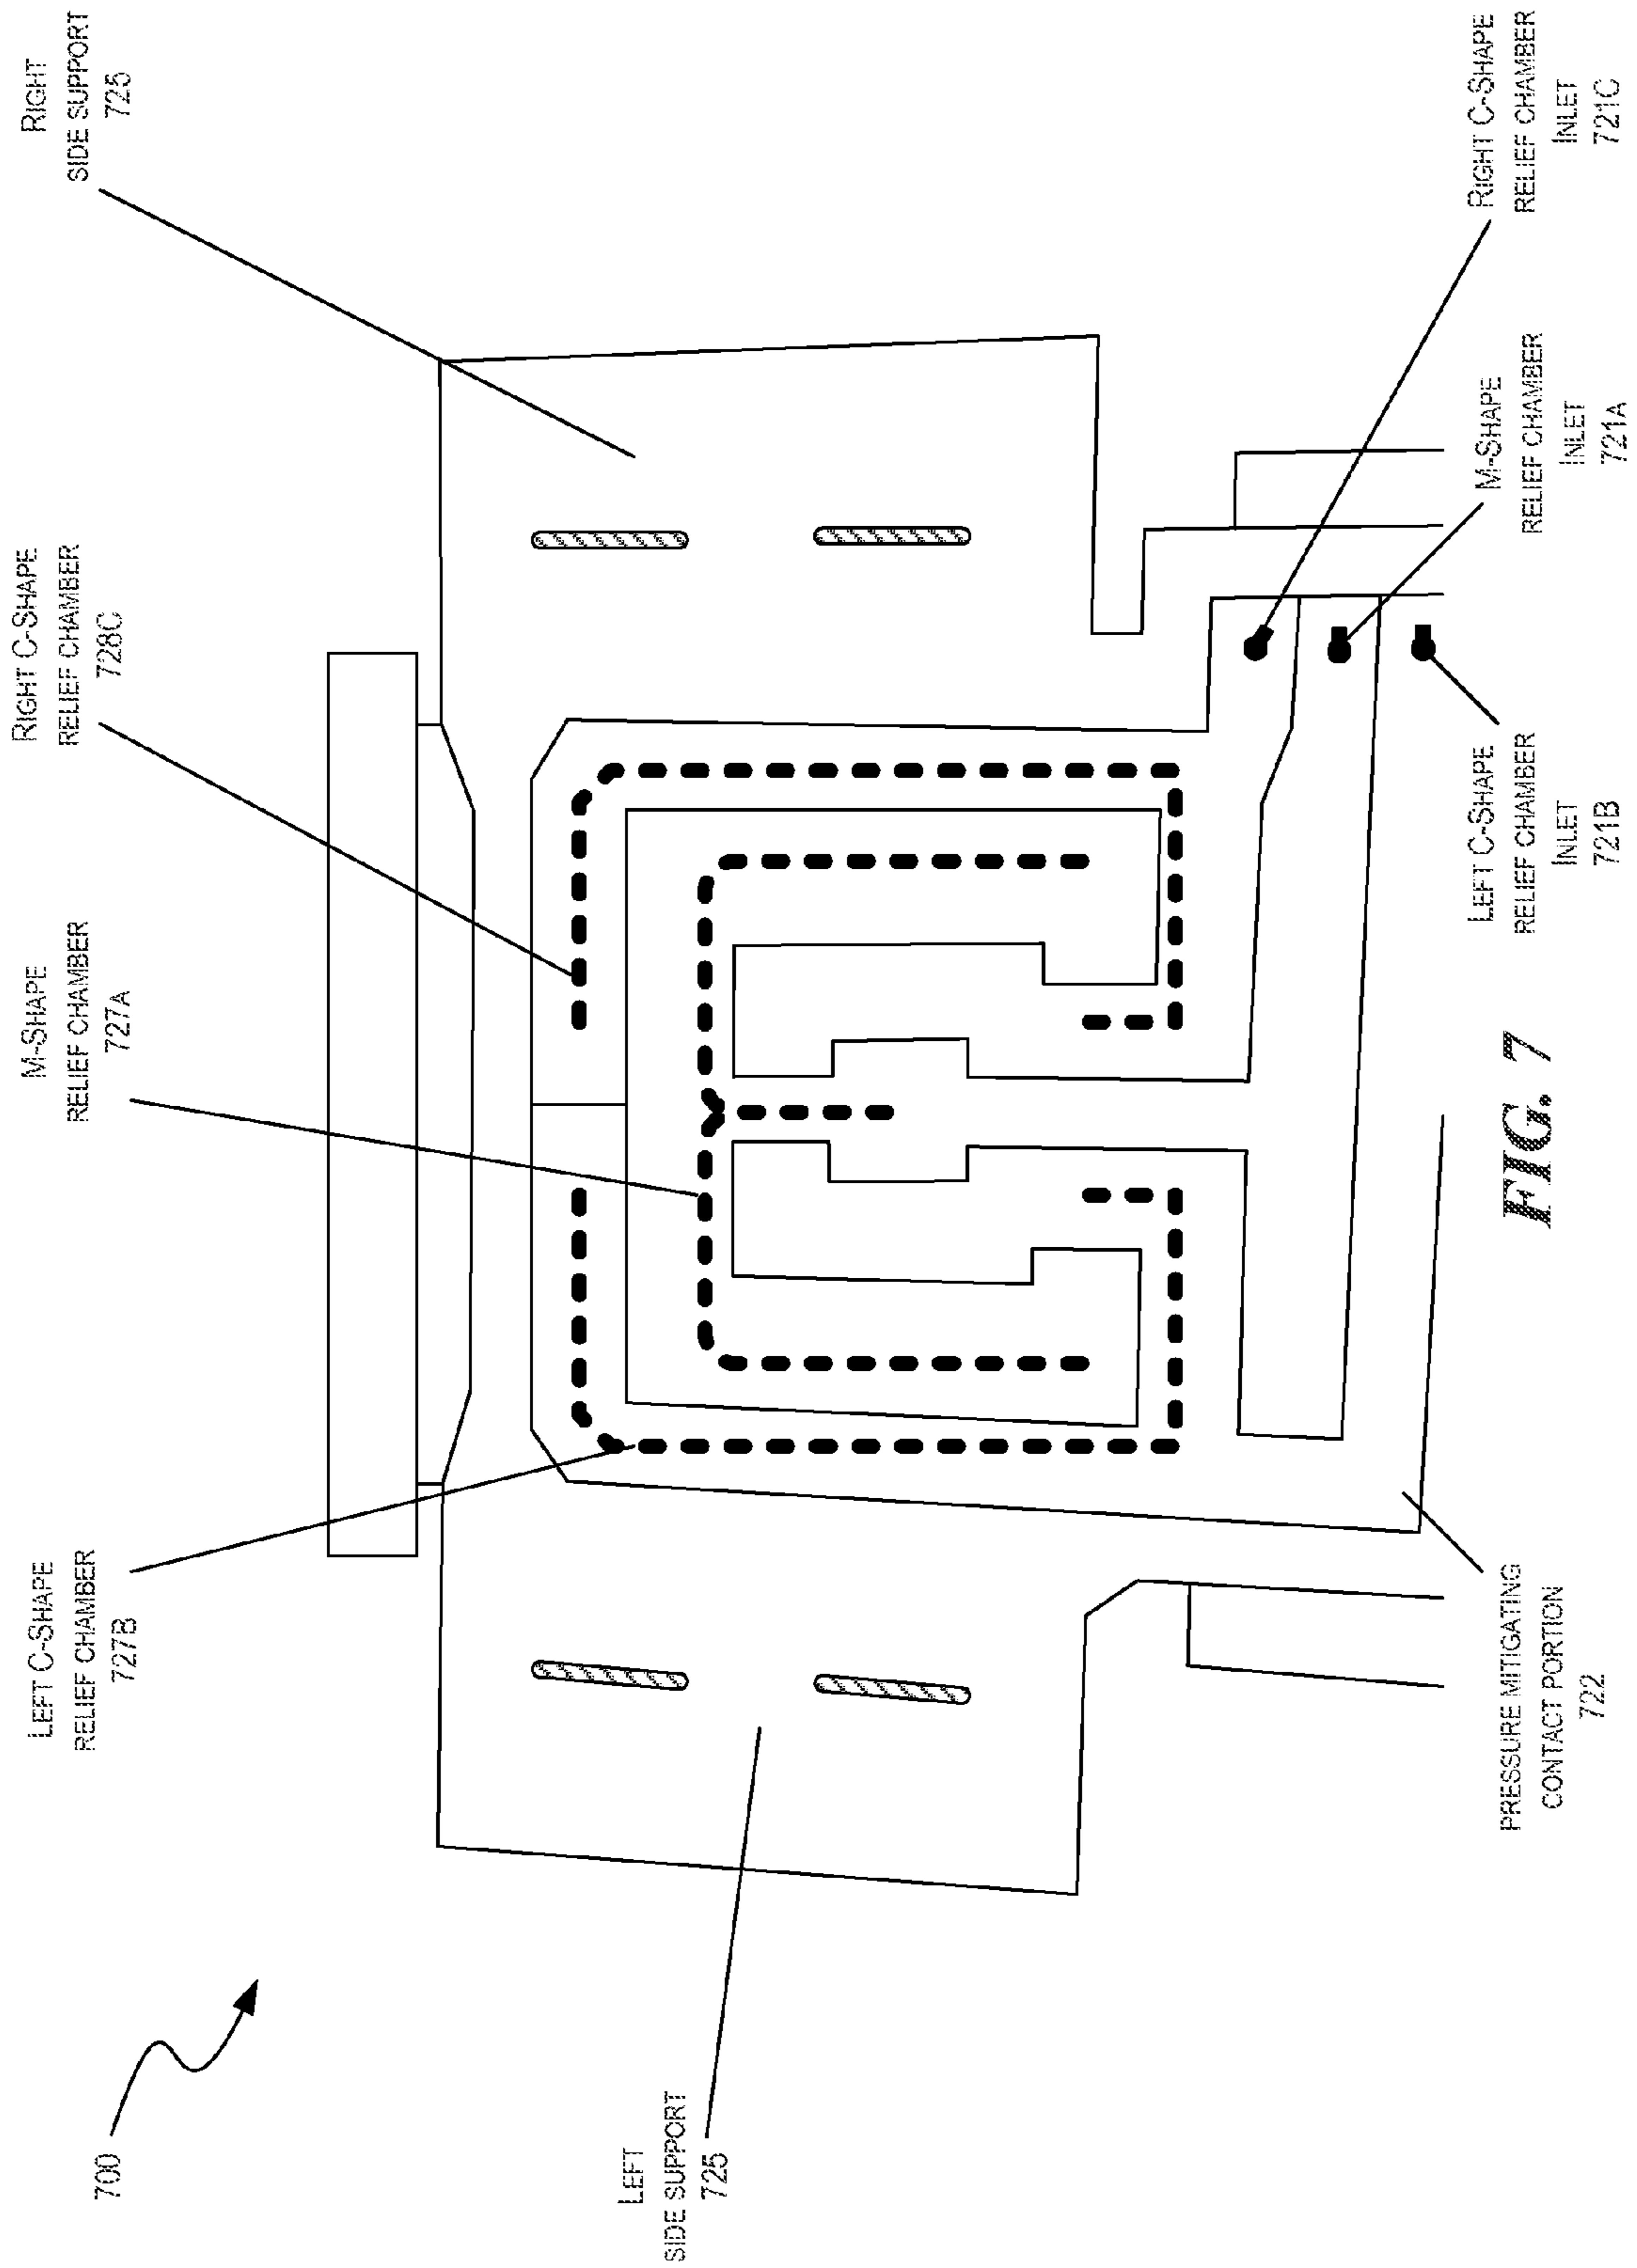 700
LEFT C-SHAPE
RELIEF CHAMBER
727B
M-SHAPE
RELIEF CHAMBER
727A
RIGHT C-SHAPE
RELIEF CHAMBER
728C
RIGHT
SIDE SUPPORT
725
LEFT
SIDE SUPPORT
725
PRESSURE MITIGATING
CONTACT PORTION
722
LEFT C-SHAPE
RELIEF CHAMBER
INLET
721B
M-SHAPE
RELIEF CHAMBER
INLET
721A
RIGHT C-SHAPE
RELIEF CHAMBER
INLET
721C
FIG. 7